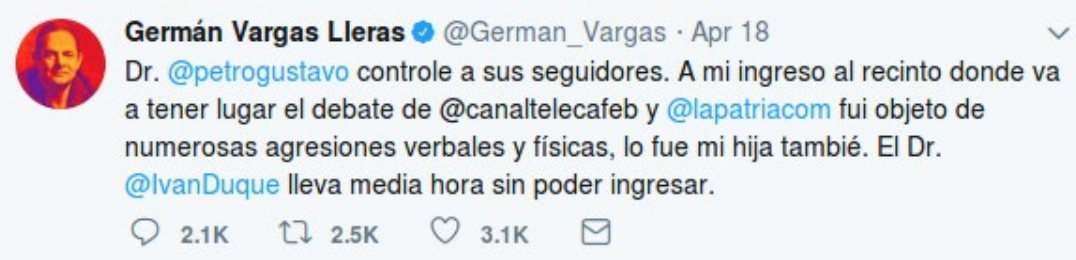 Germán Vargas Lleras @German_Vargas · Apr 18
Dr. @petrogustavo controle a sus seguidores. A mi ingreso al recinto donde va
a tener lugar el debate de @canaltelecafeb y @lapatriacom fui objeto de
numerosas agresiones verbales y físicas, lo fue mi hija tambié. El Dr.
@IvanDuque lleva media hora sin poder ingresar.
2.1K 2.5K 3.1K